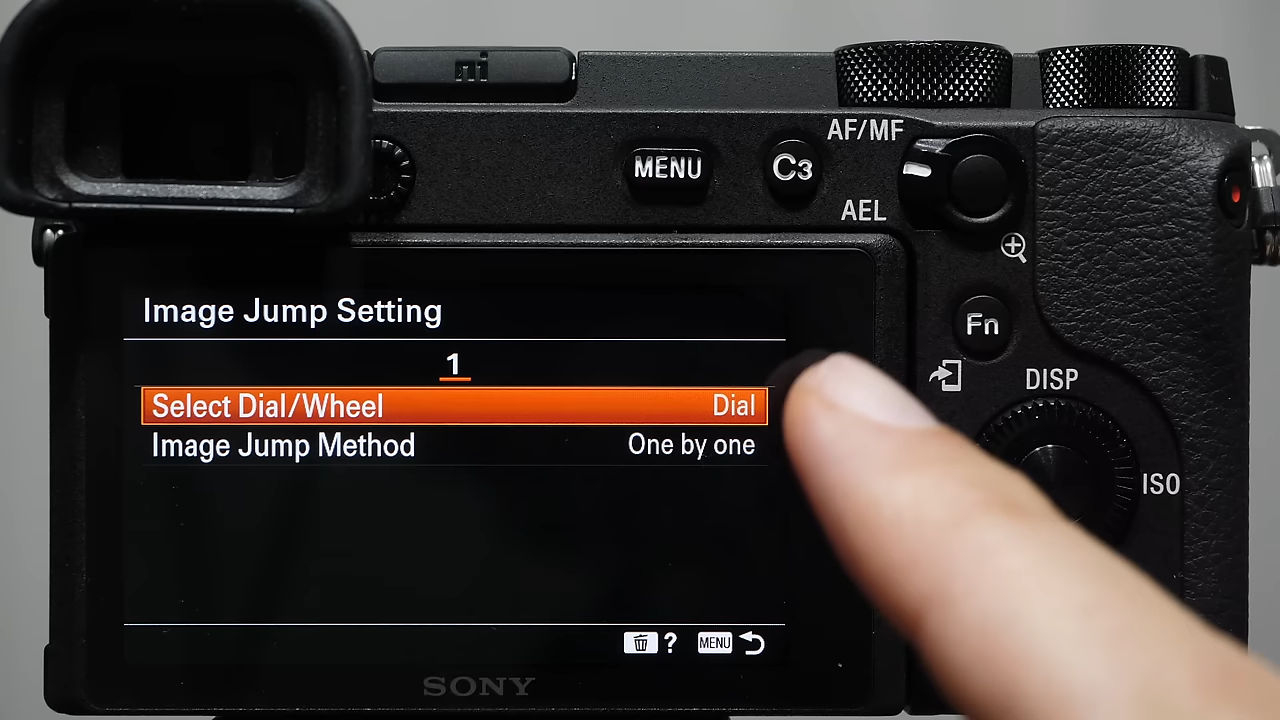 MENU
C3
AF/MF
AEL
Fn
DISP
ISO
Image Jump Setting
1
Select Dial/Wheel Dial
Image Jump Method One by one
? MENU
SONY